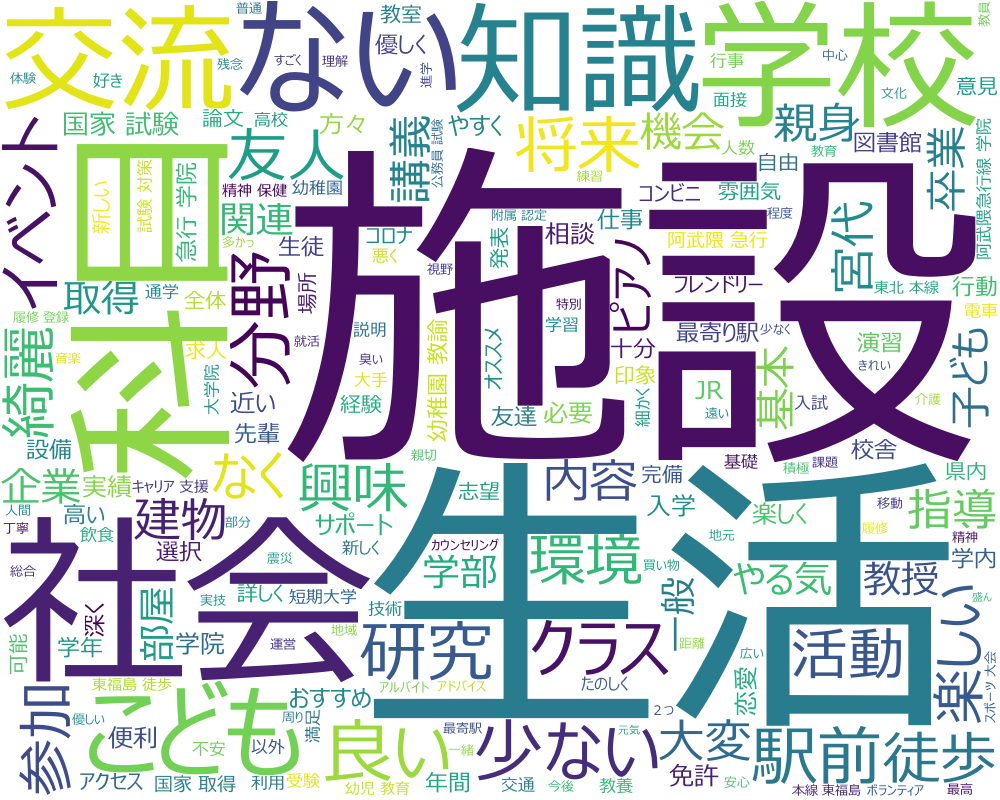 交流
ない
知識
学校
普通
教室
優しく
すごく
理解
残念
体験
好き
進学
行事
中心
教員
面接
文化
意見
国家 試験
論文
高校
方々
やすく
友人
講義
公務員 試験
将来
機会
親身
図書館
卒業
イベント
科目
新しい
試験 対策
急行 学院
精神 保健
幼稚園
関連
多かっ
生徒
コロナ
悪く
視野
附属 認定
発表
相談
仕事
人数
練習
教育
コンビニ
自由
雰囲気
程度
阿武隈 急行
宮代
阿武隈急行線 学院
施設
分野
取得
通学
全体
場所
説明
学習
特別
ピアノ
フレンドリー
東北 本線
行動
電車
最寄り駅
少なく
履修 登録
音楽
綺麗
求人
就活
臭い
大手
経験
幼稚園 教諭
オススメ
十分
印象
演習
きれい
子ども
基本
JR
遠い
入試
介護
大学院
近い
先輩
友達
必要
細かく
設備
親切
基礎
校舎
積極
課題
県内
企業
実績
キャリア 支援
なく
興味
志望
内容
完備
入学
楽しく
移動
指導
人間
丁寧
高い
飲食
建物
部分
サポート
選択
震災
新しく
カウンセリング
学部
環境
買い物
地元
履修
精神
やる気
教授
学内
盛ん
社会
生活
総合
深く
実技
詳しく
短期大学
技術
一般
可能
学年
部屋
学院
運営
地域
研究
クラス
距離
活動
楽しい
東福島 徒歩
アルバイト
アドバイス
たのしく
広い
恋愛
スポーツ 大会
参加
優しい
こども
おすすめ
周り
満足
良い
最寄駅
少ない
2つ
元気
大変
駅前徒歩
便利
不安
以外
一緒
アクセス
国家 取得
利用
受験
幼児 教育
年間
交通
今後
教養
免許
安心
本線 東福島
ボランティア
最高